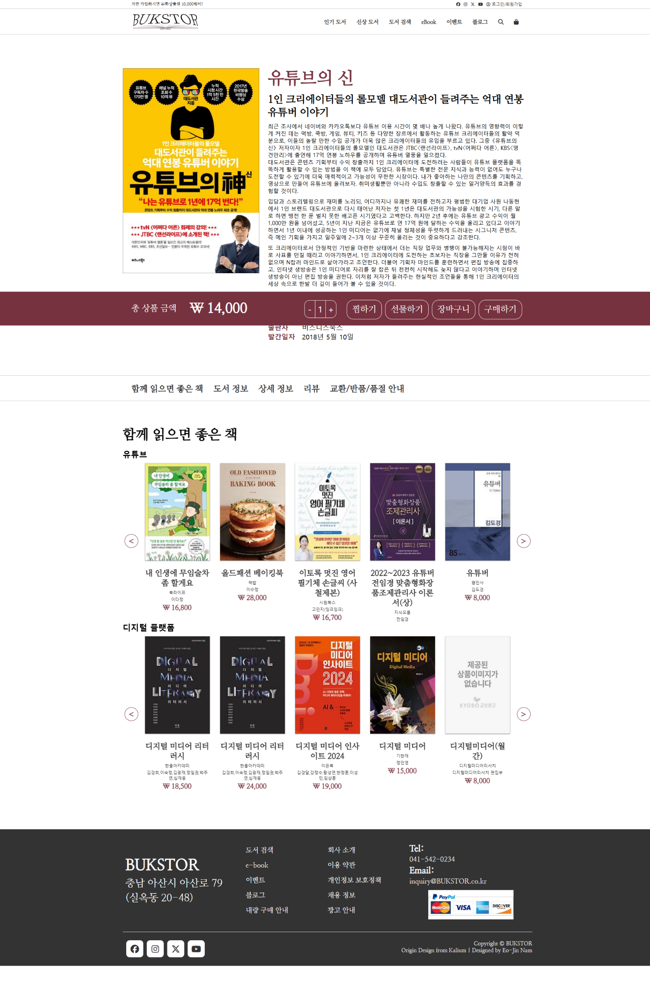 지금 가입하시면 문화상품권 10,000원이!
로그인/회원가입
BUKSTOR
EST 2025
인기 도서 신상 도서 도서 검색 eBook 이벤트 블로그
유튜브 구독자 수 170만 명
채널 누적 조회 수 10억 뷰
대도서관 지음
누적 시청 시간 1억 5천만 시간
2017년 한국방송 비평상 수상
1인 크리에이터들의 롤모델
대도서관이 들려주는
억대 연봉 유튜버 이야기
유튜브의 神 신
“나는 유튜브로 1년에 17억 번다!”
콘텐츠 기획부터 수익 창출까지 대도서관의 억대 연봉 노하우 최초 공개!
★★★ tvN 〈어쩌다 어른〉 화제의 강의! ★★★
★★★ JTBC 〈랜선라이프〉에 소개된 책! ★★★
대한민국에 ‘유튜브 열풍’을 일으킨 최고의 베스트셀러!
KBS, MBC, EBS, 조선일보… 언론이 주목한 유튜브 교과서!
비즈니스북스
유튜브의 신
1인 크리에이터들의 롤모델 대도서관이 들려주는 억대 연봉
유튜버 이야기
최근 조사에서 네이버와 카카오톡보다 유튜브 이용 시간이 몇 배나 높게 나왔다. 유튜브의 영향력이 이렇
게 커진 데는 먹방, 쿡방, 게임, 뷰티, 키즈 등 다양한 장르에서 활동하는 유튜브 크리에이터들의 활약 덕
분으로, 이들의 놀랄 만한 수입 공개가 더욱 많은 크리에이터들의 유입을 부르고 있다. 그중 《유튜브의
신》 저자이자 1인 크리에이터들의 롤모델인 대도서관은 JTBC〈랜선라이프〉, tvN〈어쩌다 어른〉, KBS〈명
견만리〉에 출연해 17억 연봉 노하우를 공개하며 유튜버 열풍을 일으켰다.
대도서관은 콘텐츠 기획부터 수익 창출까지 1인 크리에이터에 도전하려는 사람들이 유튜브 플랫폼을 똑
똑하게 활용할 수 있는 방법을 이 책에 모두 담았다. 유튜브는 특별한 전문 지식과 능력이 없어도 누구나
도전할 수 있기에 더욱 매력적이고 가능성이 무한한 시장이다. 내가 좋아하는 나만의 콘텐츠를 기획하고,
영상으로 만들어 유튜브에 올려보자. 취미생활뿐만 아니라 수입도 창출할 수 있는 일거양득의 효과를 경
험할 것이다.
입담과 스토리텔링으로 재미를 노리되, 어디까지나 유쾌한 재미를 전하고자 평범한 대기업 사원 나동현
에서 1인 브랜드 대도서관으로 다시 태어난 저자는 첫 1년은 대도서관의 가능성을 시험한 시기, 다른 말
로 하면 땡전 한 푼 벌지 못한 배고픈 시기였다고 고백한다. 하지만 2년 후에는 유튜브 광고 수익이 월
1,000만 원을 넘어섰고, 5년이 지난 지금은 유튜브로 연 17억 원에 달하는 수익을 올리고 있다고 이야기
하면서 1년 이내에 성공하는 1인 미디어는 없기에 채널 정체성을 뚜렷하게 드러내는 시그니처 콘텐츠,
즉 메인 기획을 가지고 일주일에 2~3개 이상 꾸준히 올리는 것이 중요하다고 강조한다.
또 크리에이터로서 안정적인 기반을 마련한 상태에서 더는 직장 업무와 병행이 불가능해지는 시점이 바
로 사표를 던질 때라고 이야기하면서, 1인 크리에이터에 도전하는 초보자는 직장을 그만둘 이유가 전혀
없으며 N잡러 마인드로 살아가라고 조언한다. 더불어 기획자 마인드를 훈련하면서 편집 방송에 집중하
고, 인터넷 생방송은 1인 미디어로 자리를 잘 잡은 뒤 천천히 시작해도 늦지 않다고 이야기하며 인터넷
생방송이 아닌 편집 방송을 권한다. 이처럼 저자가 들려주는 현실적인 조언들을 통해 1인 크리에이터의
세상 속으로 한발 더 깊이 들어가 볼 수 있을 것이다.
총 상품 금액 ₩ 14,000 - 1 + 찜하기 선물하기 장바구니 구매하기
출판사 비즈니스북스
발간일자 2018년 5월 10일
함께 읽으면 좋은 책 도서 정보 상세 정보 리뷰 교환/반품/품절 안내
함께 읽으면 좋은 책
유튜브
내 인생에
무임술차 좀 할게요
OLD FASHIONED
BAKING BOOK
이토록
멋진
영어 필기체
손글씨
맞춤형화장품
조제관리사
[ 이론서 ]
상
유튜버
김도경
85
<
>
내 인생에 무임술차
좀 할게요
북라이프
이다정
₩ 16,800
올드패션 베이킹북
책밥
이수정
₩ 28,000
이토록 멋진 영어
필기체 손글씨 (사
철제본)
시원북스
고민지(잉크잉크)
₩ 16,700
2022~2023 유튜버
전임경 맞춤형화장
품조제관리사 이론
서(상)
지식오름
전임경
유튜버
평민사
김도경
₩ 8,000
디지털 플랫폼
DIGITAL
디지털
MEDIA
미디어
LITERACY
리터러시
한울
DIGITAL
디지털
MEDIA
미디어
LITERACY
리터러시
한울
디지털
미디어
인사이트
2024
AI &
디지털 미디어
Digital Media
제공된
상품이미지가
없습니다
KYOBO 교보문고
<
>
디지털 미디어 리터
러시
한울아카데미
김경희,이숙정,김광재,정일권,박주
연,심재웅
₩ 18,500
디지털 미디어 리터
러시
한울아카데미
김경희,이숙정,김광재,정일권,박주
연,심재웅
₩ 24,000
디지털 미디어 인사
이트 2024
이은북
김경달,강정수,황성연,한정훈,이성
민,임상훈
₩ 19,000
디지털 미디어
기한재
정민영
₩ 15,000
디지털미디어(월
간)
디지털미디어리서치
디지털미디어리서치 편집부
₩ 8,000
BUKSTOR
충남 아산시 아산로 79
(실옥동 20-48)
도서 검색
e-book
이벤트
블로그
대량 구매 안내
회사 소개
이용 약관
개인정보 보호정책
채용 정보
광고 안내
Tel:
041-542-0234
Email:
inquiry@BUKSTOR.co.kr
PayPal
MasterCard VISA AMERICAN EXPRESS DISCOVER
Copyright © BUKSTOR
Origin Design from Kalium | Designed by Eo-Jin Nam